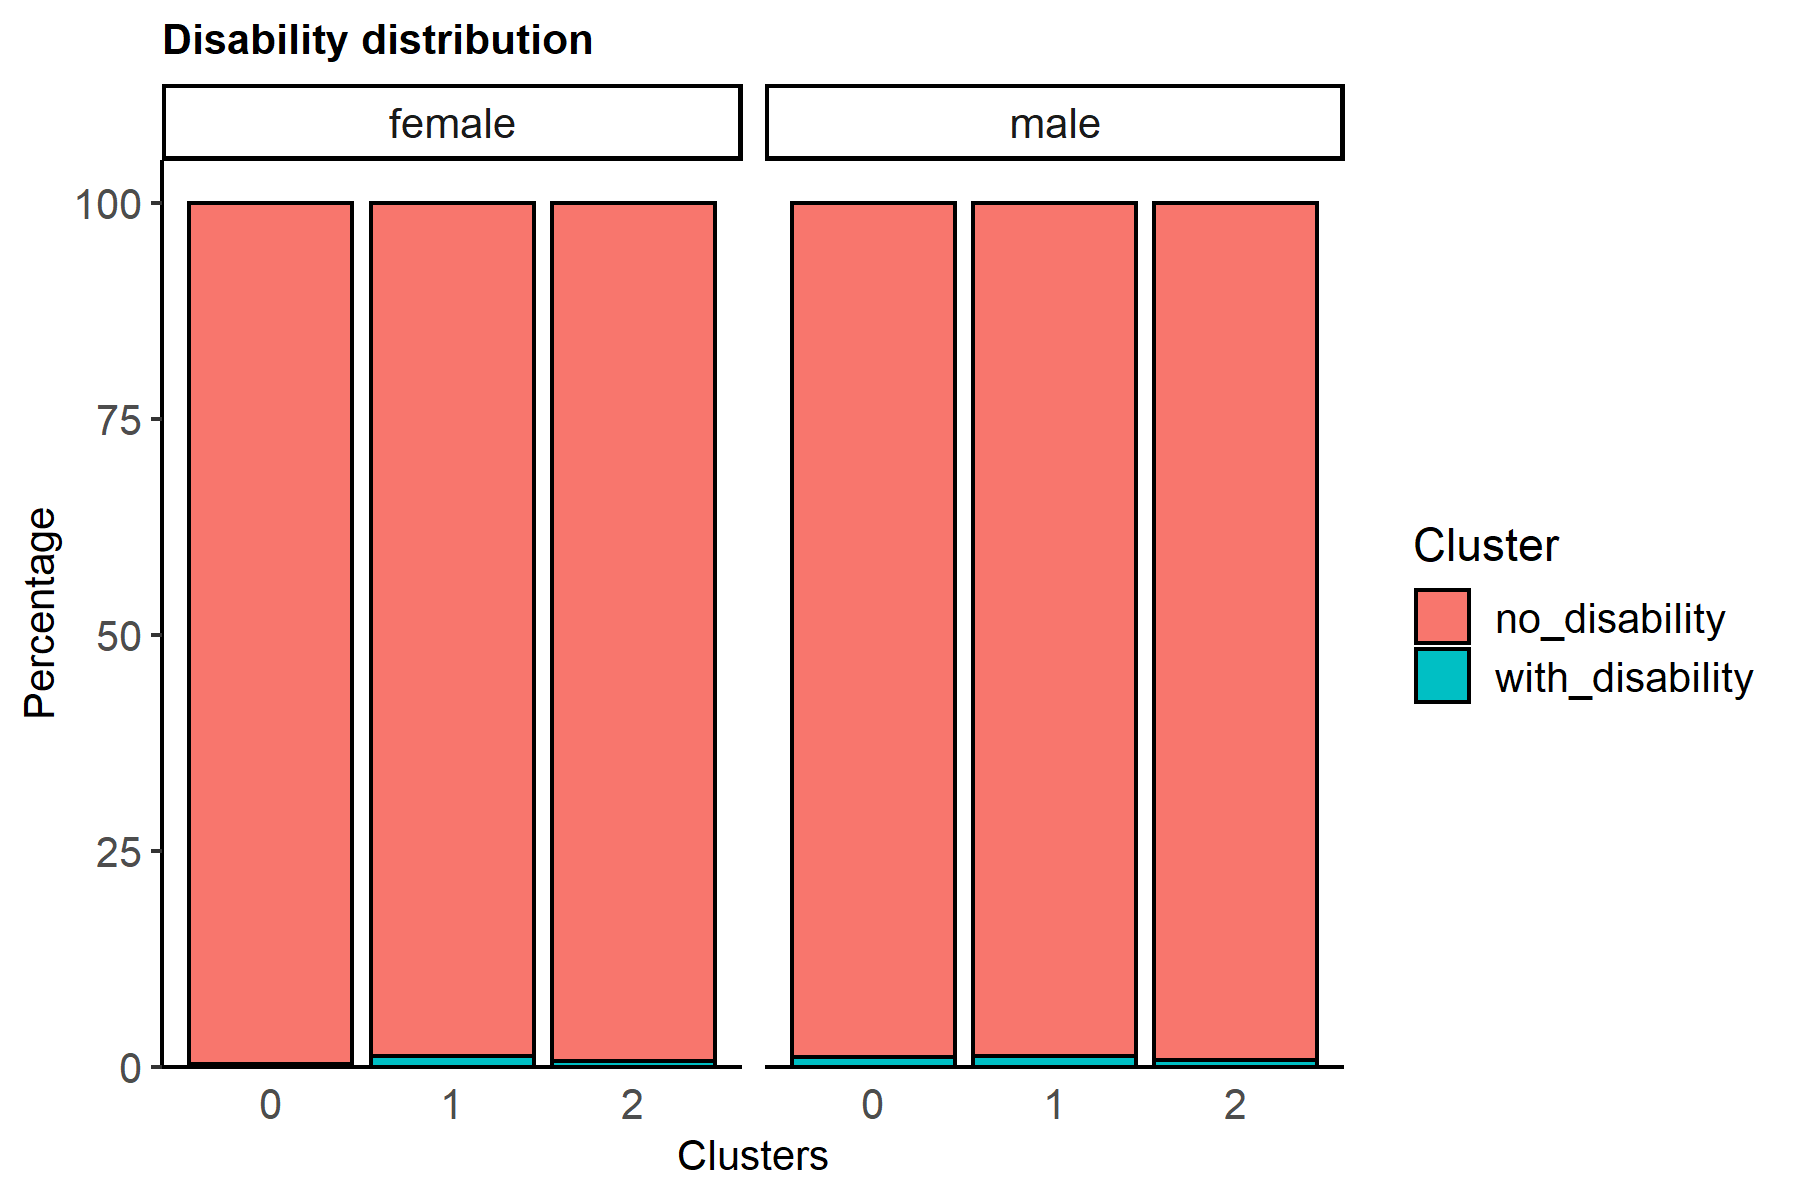 Disability distribution
female
male
100
75
50
25
0
Percentage
0 1 2
0 1 2
Clusters
Cluster
no_disability
with_disability